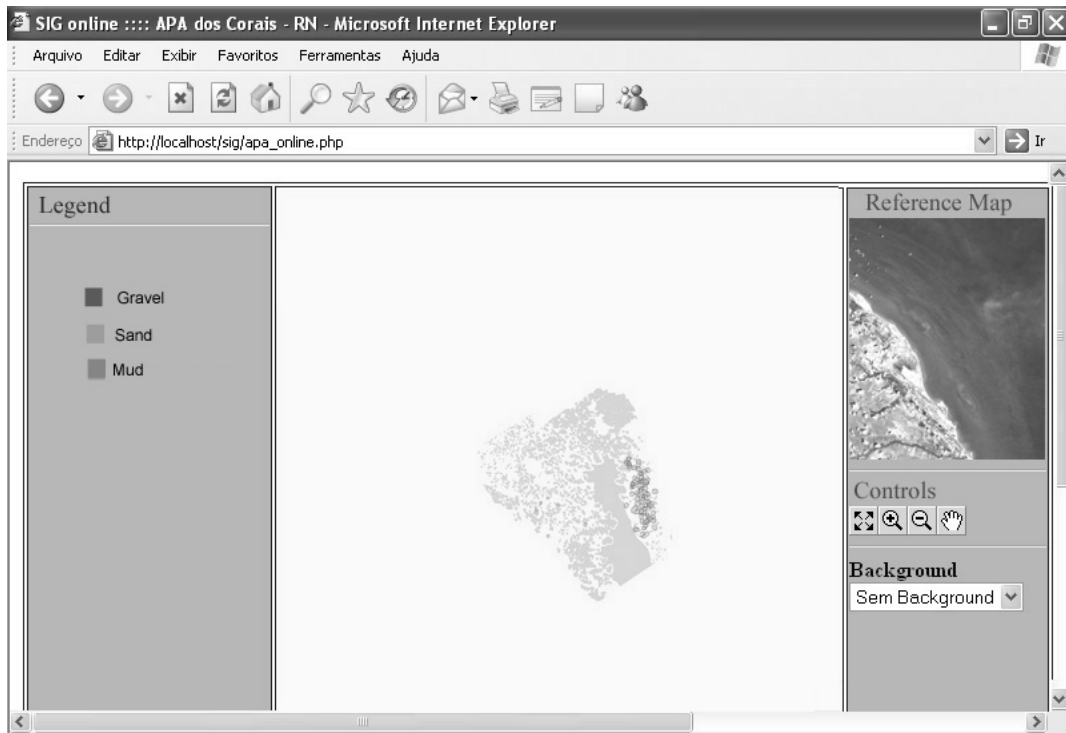 SIG online :::: APA dos Corais - RN - Microsoft Internet Explorer
Arquivo Editar Exibir Favoritos Ferramentas Ajuda
Endereço http://localhost/sig/apa_online.php Ir
Legend
Gravel
Sand
Mud
Reference Map
Controls
Background
Sem Background